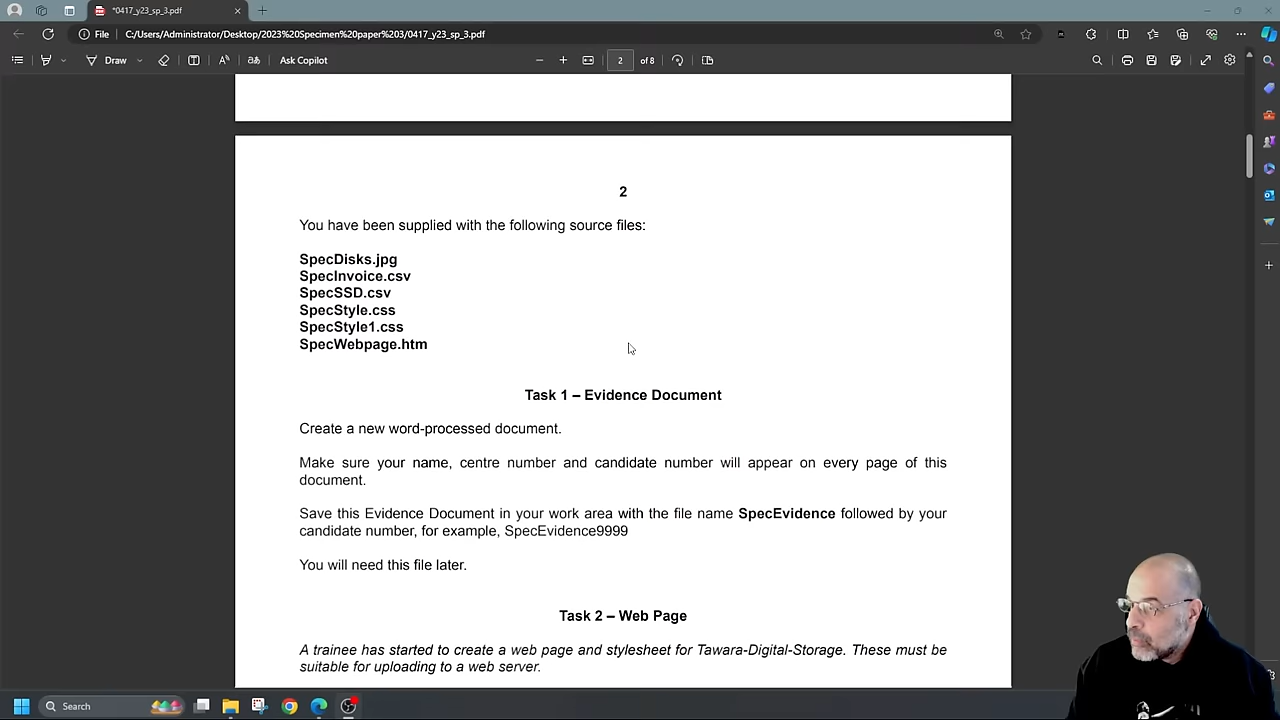 *0417_y23_sp_3.pdf
File
C:/Users/Administrator/Desktop/2023%20Specimen%20paper%203/0417_y23_sp_3.pdf
Draw
Ask Copilot
2
of 8
2
You have been supplied with the following source files:
SpecDisks.jpg
SpecInvoice.csv
SpecSSD.csv
SpecStyle.css
SpecStyle1.css
SpecWebpage.htm
Task 1 – Evidence Document
Create a new word-processed document.
Make sure your name, centre number and candidate number will appear on every page of this
document.
Save this Evidence Document in your work area with the file name SpecEvidence followed by your
candidate number, for example, SpecEvidence9999
You will need this file later.
Task 2 – Web Page
A trainee has started to create a web page and stylesheet for Tawara-Digital-Storage. These must be
suitable for uploading to a web server.
Search